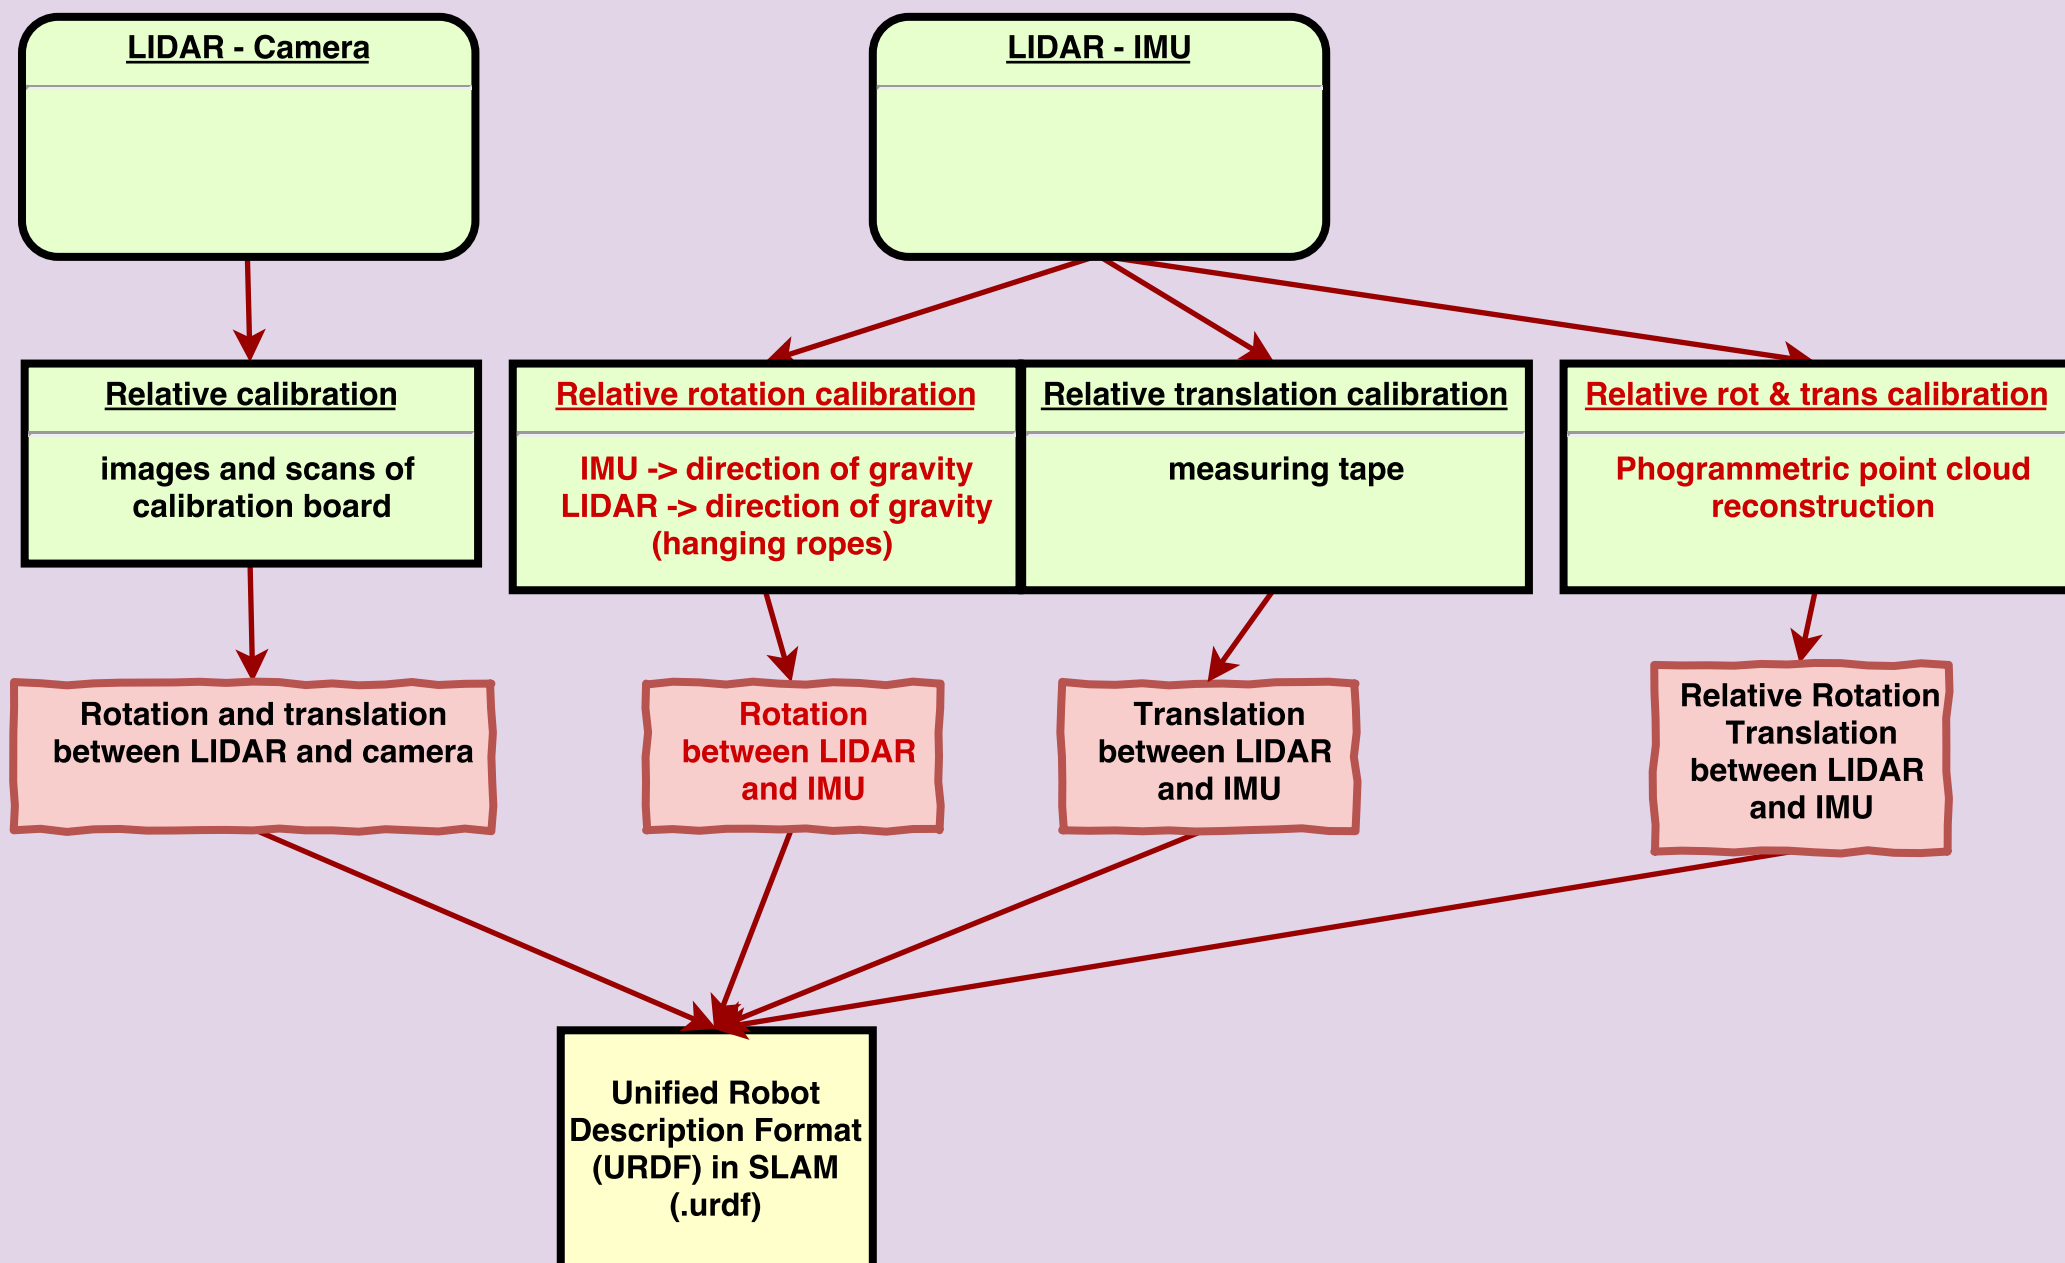 LIDAR - Camera
LIDAR - IMU
Relative calibration
images and scans of
calibration board
Relative rotation calibration
IMU -> direction of gravity
LIDAR -> direction of gravity
(hanging ropes)
Relative translation calibration
measuring tape
Relative rot & trans calibration
Phogrammetric point cloud
reconstruction
Rotation and translation
between LIDAR and camera
Rotation
between LIDAR
and IMU
Translation
between LIDAR
and IMU
Relative Rotation
Translation
between LIDAR
and IMU
Unified Robot
Description Format
(URDF) in SLAM
(.urdf)